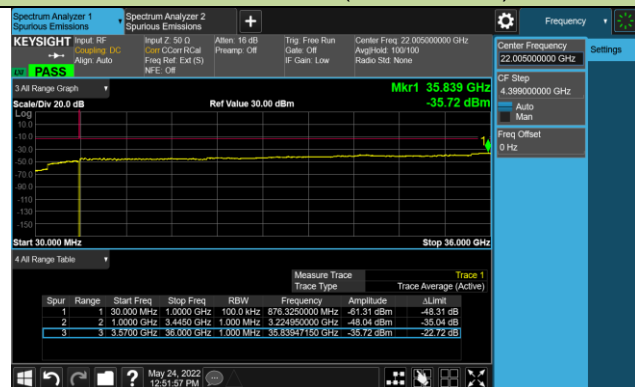 Spectrum Analyzer 1
Spurious Emissions
Spectrum Analyzer 2
Spurious Emissions
+
Frequency
KEYSIGHT
Input: RF
Coupling: DC
Align: Auto
Input Z: 50 Ω
Corr CCorr RCal
Freq Ref: Ext (S)
NFE: Off
Atten: 16 dB
Preamp: Off
Trig: Free Run
Gate: Off
IF Gain: Low
Center Freq: 22.005000000 GHz
Avg|Hold: 100/100
Radio Std: None
PASS
Center Frequency
22.005000000 GHz
Settings
CF Step
4.399000000 GHz
Auto
Man
Freq Offset
0 Hz
3 All Range Graph
Mkr1 35.839 GHz
Scale/Div 20.0 dB
Ref Value 30.00 dBm
-35.72 dBm
Log
10.0
-10.0
-30.0
-50.0
-70.0
-90.0
-110
-130
-150
1
Start 30.000 MHz
Stop 36.000 GHz
4 All Range Table
Measure Trace Trace 1
Trace Type Trace Average (Active)
Spur Range Start Freq Stop Freq RBW Frequency Amplitude ΔLimit
1 1 30.000 MHz 1.0000 GHz 100.0 kHz 876.3250000 MHz -61.31 dBm -48.31 dB
2 2 1.0000 GHz 3.4450 GHz 1.000 MHz 3.224950000 GHz -48.04 dBm -35.04 dB
3 3 3.5700 GHz 36.000 GHz 1.000 MHz 35.83947150 GHz -35.72 dBm -22.72 dB
?
May 24, 2022
12:51:57 PM